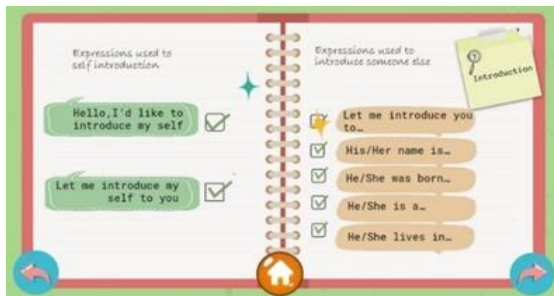 Expressions used to
self introduction
Hello, I'd like to
introduce my self
Let me introduce my
self to you
Expressions used to
introduce someone else
Let me introduce you
to…
His/Her name is…
He/She was born…
He/She is a…
He/She lives in…
Introduction